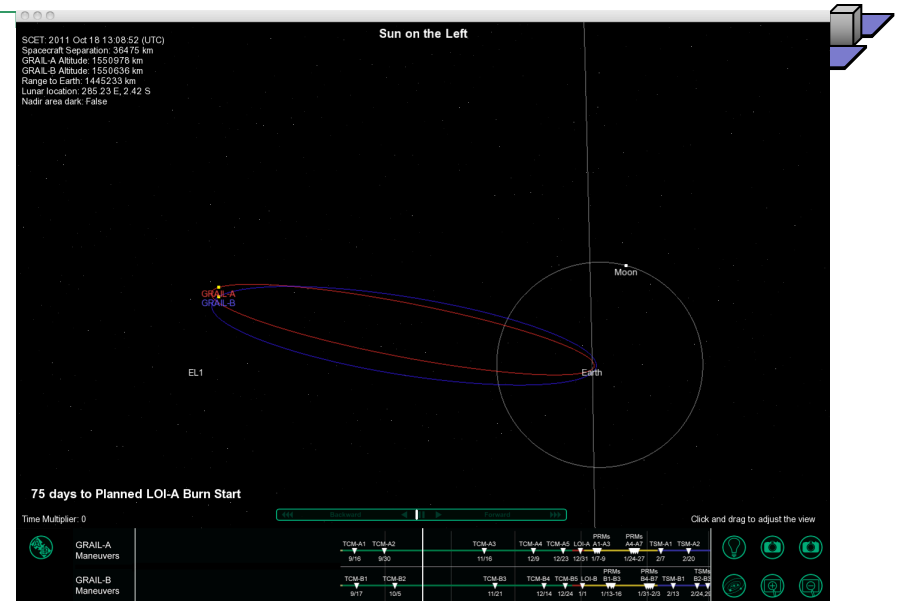 Sun on the Left
SCET: 2011 Oct 18 13:08:52 (UTC)
Spacecraft Separation: 36475 km
GRAIL-A Altitude: 1550978 km
GRAIL-B Altitude: 1550636 km
Range to Earth: 1445233 km
Lunar location: 285.23 E, 2.42 S
Nadir area dark: False
Moon
GRAIL-A
GRAIL-B
EL1
Earth
75 days to Planned LOI-A Burn Start
Time Multiplier: 0
Backward
Forward
Click and drag to adjust the view
GRAIL-A
Maneuvers
PRMs PRMs
TCM-A1 TCM-A2 TCM-A3 TCM-A4 TCM-A5 LOI-A A1-A3 A4-A7 TSM-A1 TSM-A2
9/16 9/30 11/16 12/9 12/23 12/31 1/7-9 1/24-27 2/7 2/20
GRAIL-B
Maneuvers
PRMs PRMs TSMs
TCM-B1 TCM-B2 TCM-B3 TCM-B4 TCM-B5 LOI-B B1-B3 B4-B7 TSM-B1 B2-B3
9/17 10/5 11/21 12/14 12/24 1/1 1/13-16 1/31-2/3 2/13 2/24,29